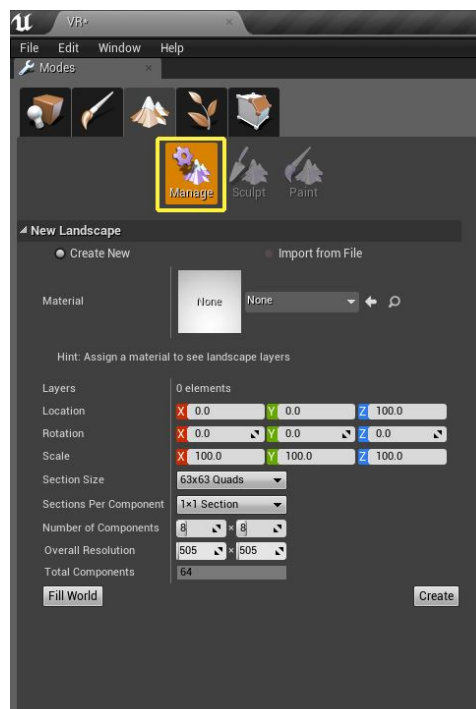 VR*
File Edit Window Help
Modes
Manage Sculpt Paint
New Landscape
Create New Import from File
Material None None
Hint: Assign a material to see landscape layers
Layers 0 elements
Location X 0.0 Y 0.0 Z 100.0
Rotation X 0.0 Y 0.0 Z 0.0
Scale X 100.0 Y 100.0 Z 100.0
Section Size 63x63 Quads
Sections Per Component 1×1 Section
Number of Components 8 × 8
Overall Resolution 505 × 505
Total Components 64
Fill World Create